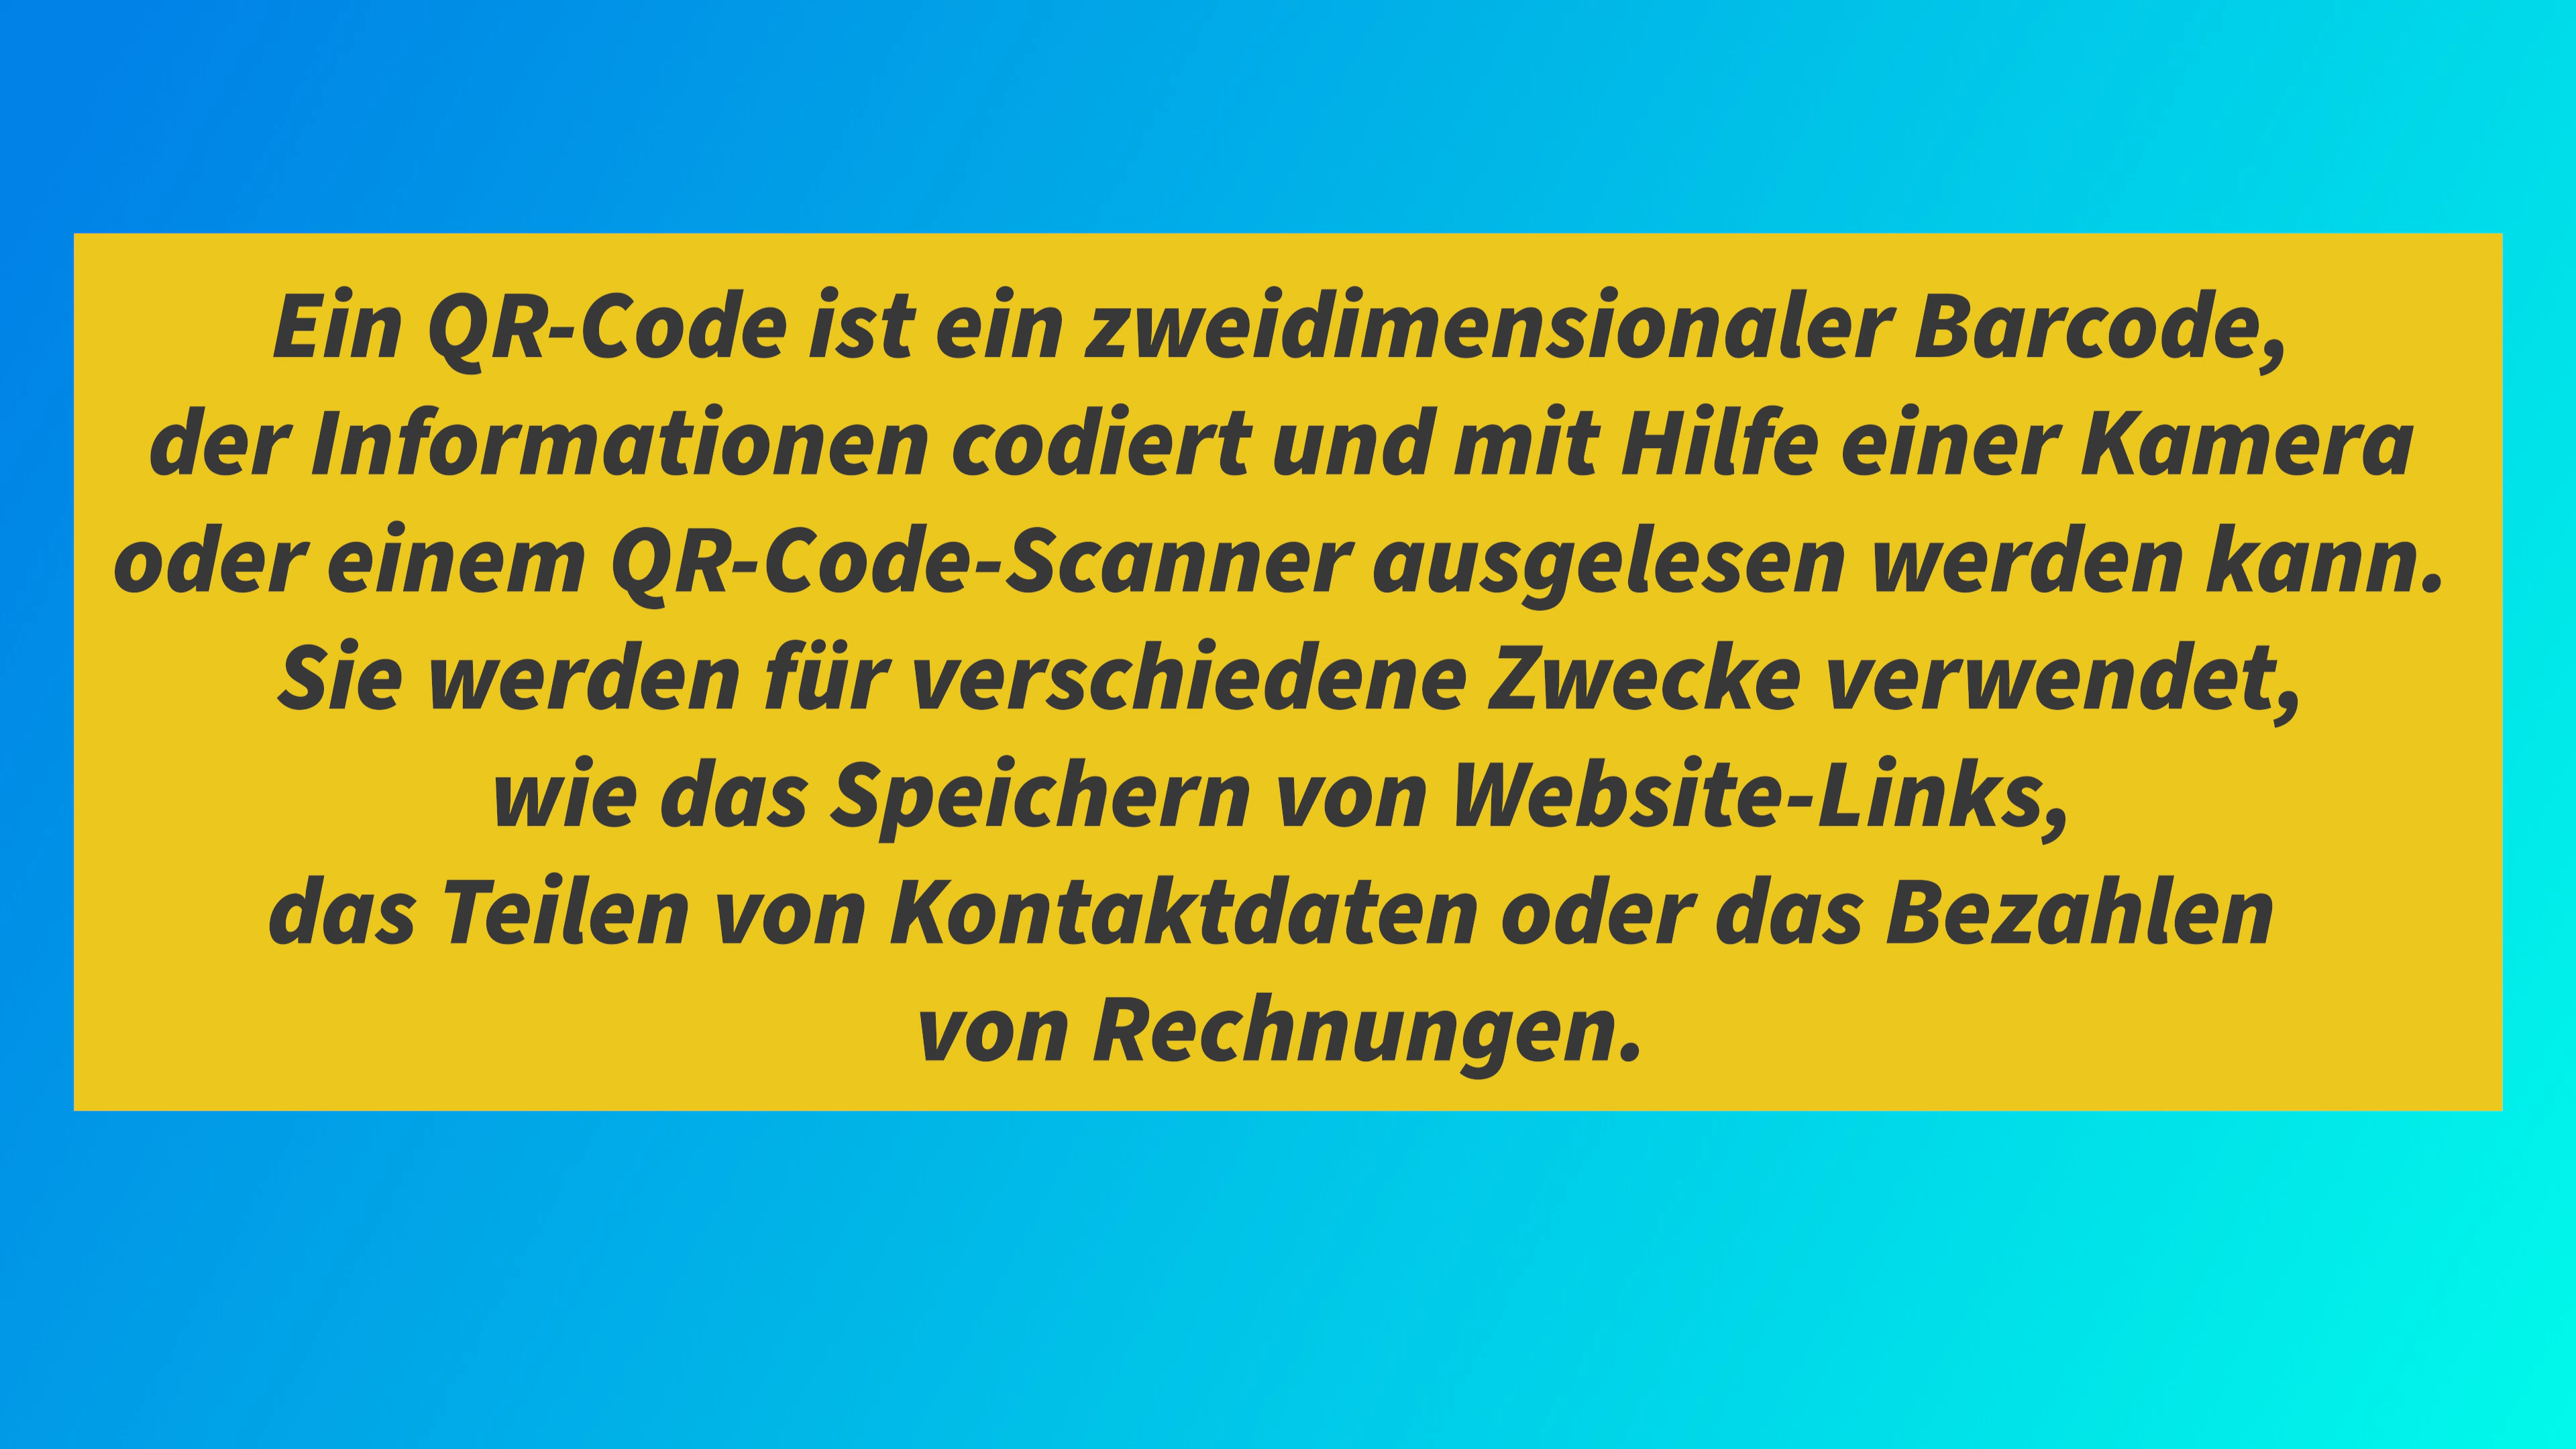 Ein QR-Code ist ein zweidimensionaler Barcode,
der Informationen codiert und mit Hilfe einer Kamera
oder einem QR-Code-Scanner ausgelesen werden kann.
Sie werden für verschiedene Zwecke verwendet,
wie das Speichern von Website-Links,
das Teilen von Kontaktdaten oder das Bezahlen
von Rechnungen.